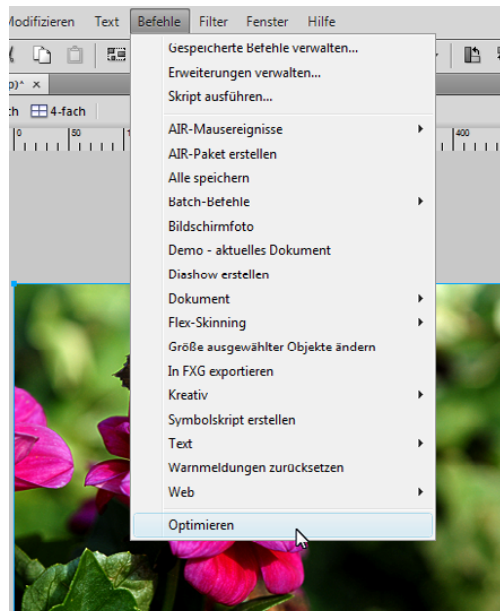 Modifizieren Text Befehle Filter Fenster Hilfe
Gespeicherte Befehle verwalten...
p)* ×
Erweiterungen verwalten...
Skript ausführen...
ch 4-fach
0 50 400
AIR-Mausereignisse
AIR-Paket erstellen
Alle speichern
Batch-Befehle
Bildschirmfoto
Demo - aktuelles Dokument
Diashow erstellen
Dokument
Flex-Skinning
Größe ausgewählter Objekte ändern
In FXG exportieren
Kreativ
Symbolskript erstellen
Text
Warnmeldungen zurücksetzen
Web
Optimieren